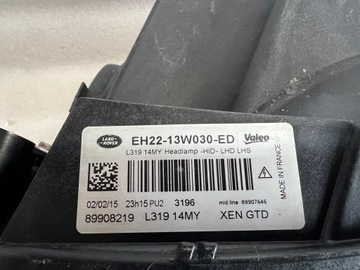 LAND ROVER
EH22-13W030-ED Valeo
L319 14MY Headlamp -HID- LHD LHS
02/02/15 23h15 PU2 3196 mid line 89907646
89908219 L319 14MY XEN GTD
MADE IN FRANCE